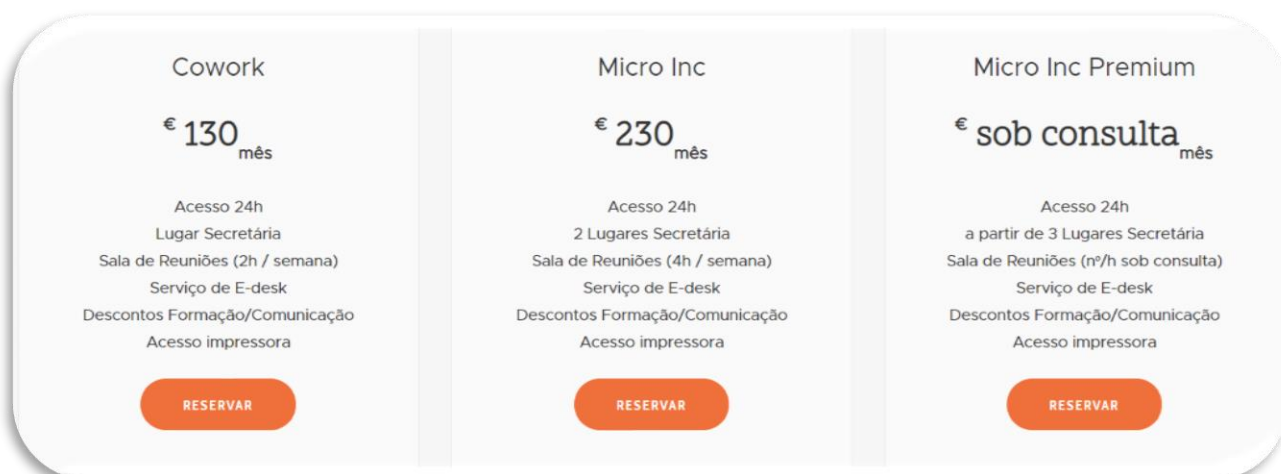 Cowork
€ 130 mês
Acesso 24h
Lugar Secretária
Sala de Reuniões (2h / semana)
Serviço de E-desk
Descontos Formação/Comunicação
Acesso impressora
RESERVAR
Micro Inc
€ 230 mês
Acesso 24h
2 Lugares Secretária
Sala de Reuniões (4h / semana)
Serviço de E-desk
Descontos Formação/Comunicação
Acesso impressora
RESERVAR
Micro Inc Premium
€ sob consulta mês
Acesso 24h
a partir de 3 Lugares Secretária
Sala de Reuniões (nº/h sob consulta)
Serviço de E-desk
Descontos Formação/Comunicação
Acesso impressora
RESERVAR